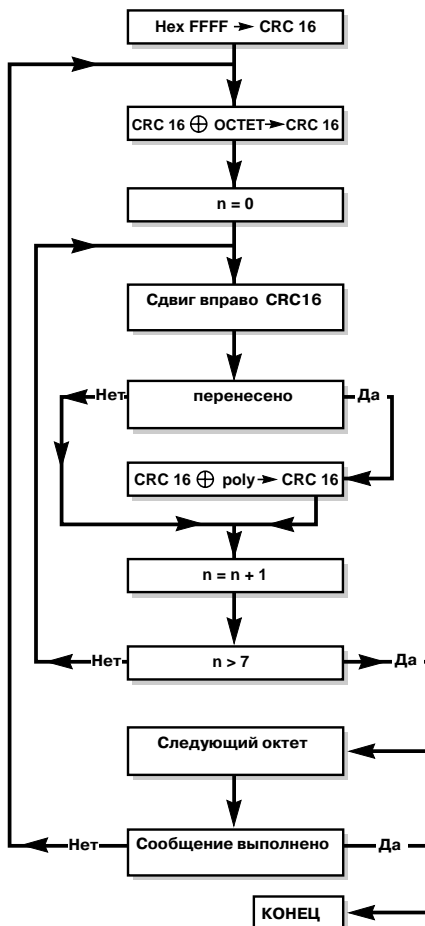 Hex FFFF → CRC 16
CRC 16 ⊕ ОСТЕТ → CRC 16
n = 0
Сдвиг вправо CRC16
перенесено
Нет
Да
CRC 16 ⊕ poly → CRC 16
n = n + 1
n > 7
Нет
Да
Следующий октет
Сообщение выполнено
Нет
Да
КОНЕЦ